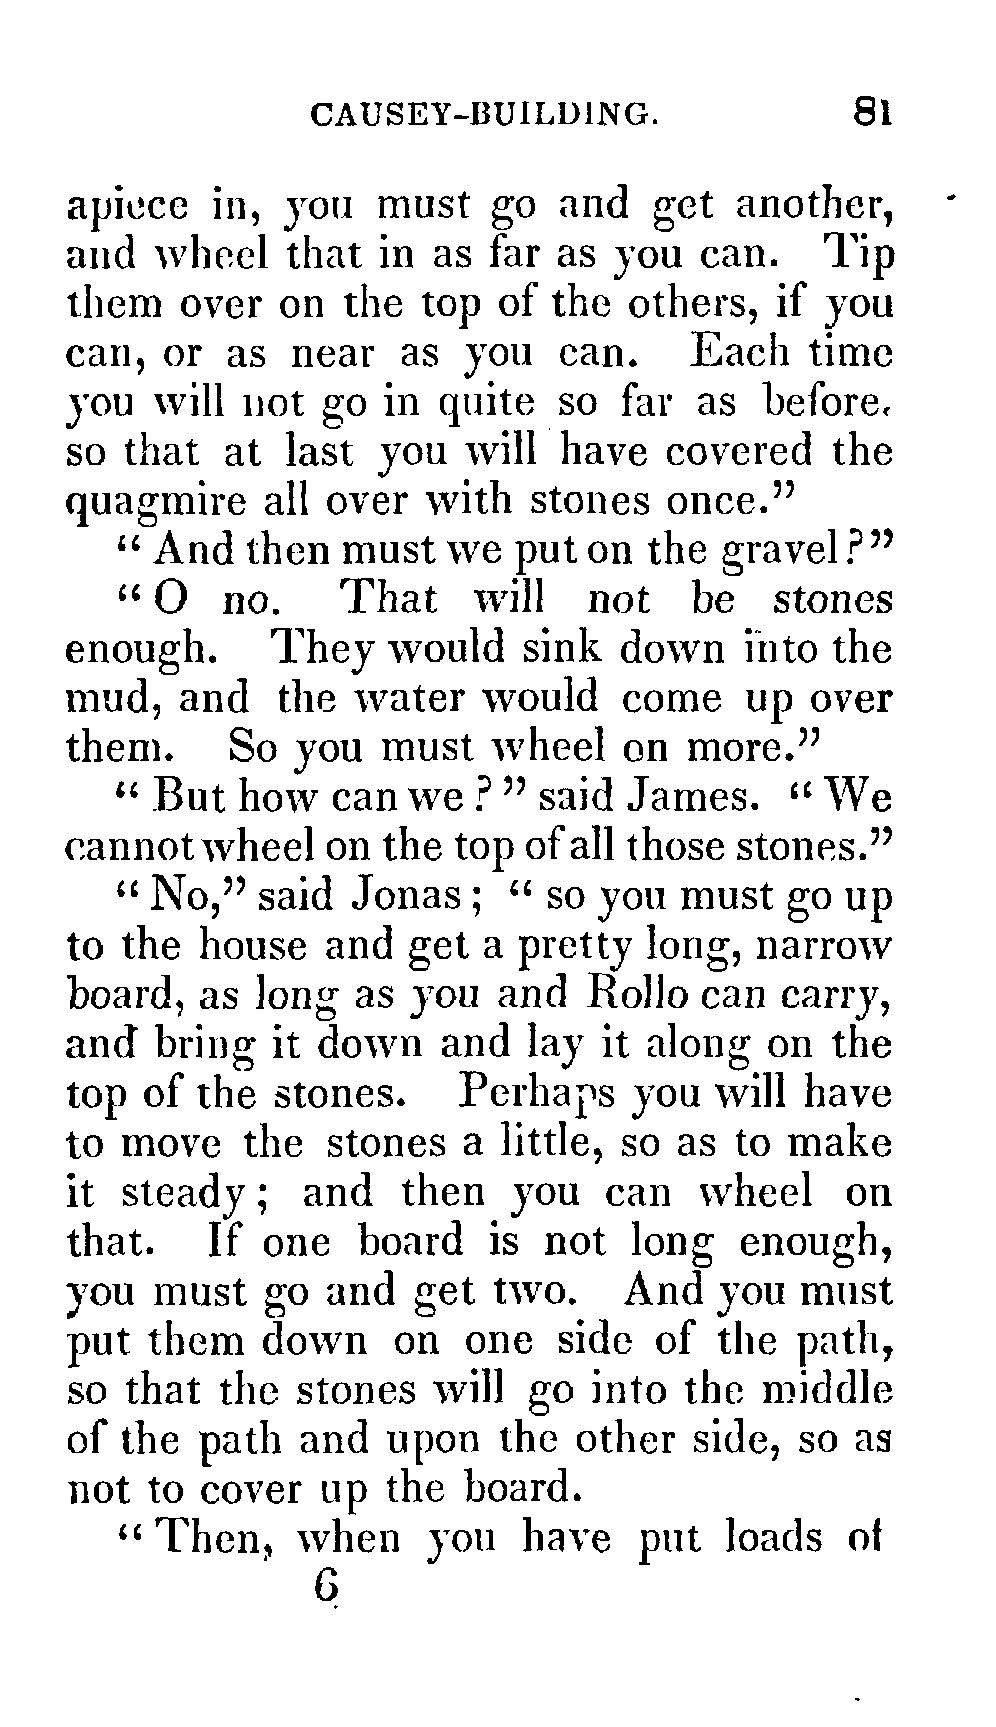 CAUSEY-BUILDING. 81
apiece in, you must go and get another,
and wheel that in as far as you can. Tip
them over on the top of the others, if you
can, or as near as you can. Each time
you will not go in quite so far as before,
so that at last you will have covered the
quagmire all over with stones once.”
“ And then must we put on the gravel?”
“ O no. That will not be stones
enough. They would sink down into the
mud, and the water would come up over
them. So you must wheel on more.”
“ But how can we ? ” said James. “ We
cannot wheel on the top of all those stones.”
“ No,” said Jonas ; “ so you must go up
to the house and get a pretty long, narrow
board, as long as you and Rollo can carry,
and bring it down and lay it along on the
top of the stones. Perhaps you will have
to move the stones a little, so as to make
it steady ; and then you can wheel on
that. If one board is not long enough,
you must go and get two. And you must
put them down on one side of the path,
so that the stones will go into the middle
of the path and upon the other side, so as
not to cover up the board.
“ Then, when you have put loads of
6